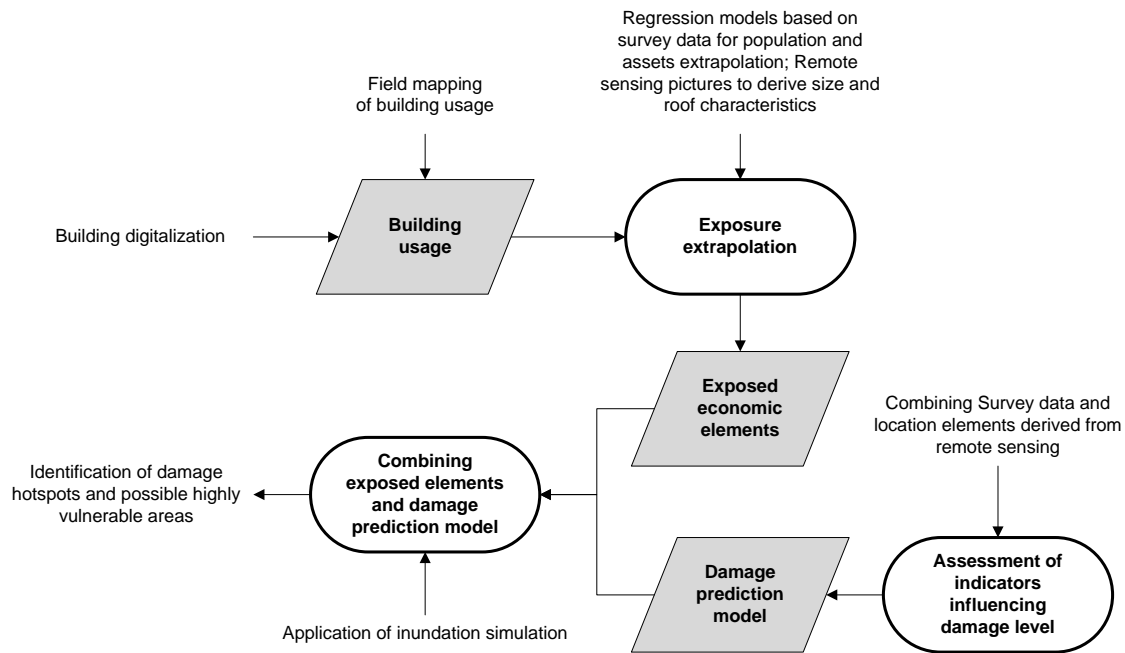 Regression models based on
survey data for population and
assets extrapolation; Remote
sensing pictures to derive size and
roof characteristics
Field mapping
of building usage
Building digitalization
Building
usage
Exposure
extrapolation
Exposed
economic
elements
Combining Survey data and
location elements derived from
remote sensing
Identification of damage
hotspots and possible highly
vulnerable areas
Combining
exposed elements
and damage
prediction model
Damage
prediction
model
Assessment of
indicators
influencing
damage level
Application of inundation simulation